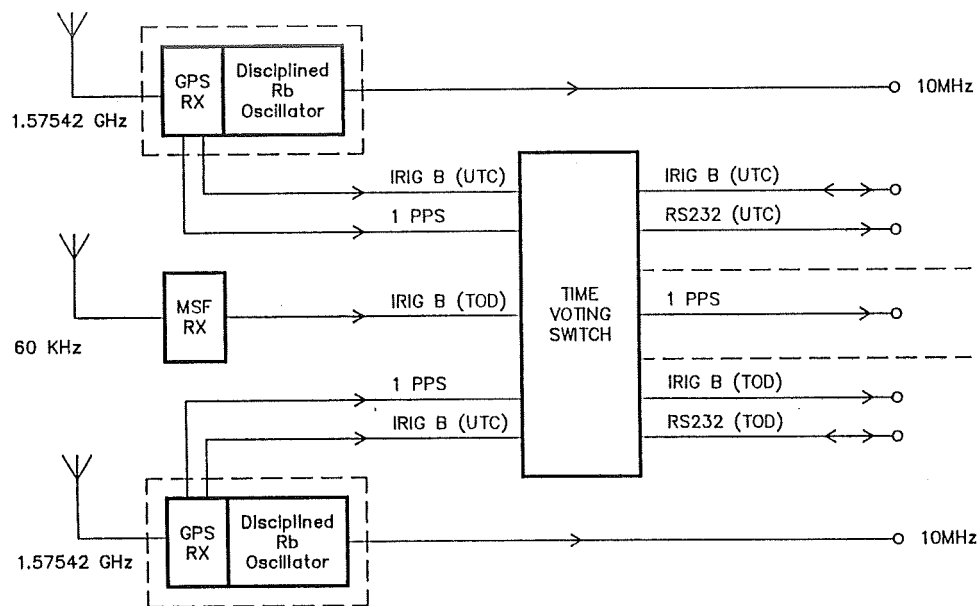 GPS
RX
Disciplined
Rb
Oscillator
10MHz
1.57542 GHz
IRIG B (UTC)
1 PPS
IRIG B (UTC)
RS232 (UTC)
MSF
RX
60 KHz
IRIG B (TOD)
TIME
VOTING
SWITCH
1 PPS
1 PPS
IRIG B (UTC)
IRIG B (TOD)
RS232 (TOD)
GPS
RX
Disciplined
Rb
Oscillator
1.57542 GHz
10MHz